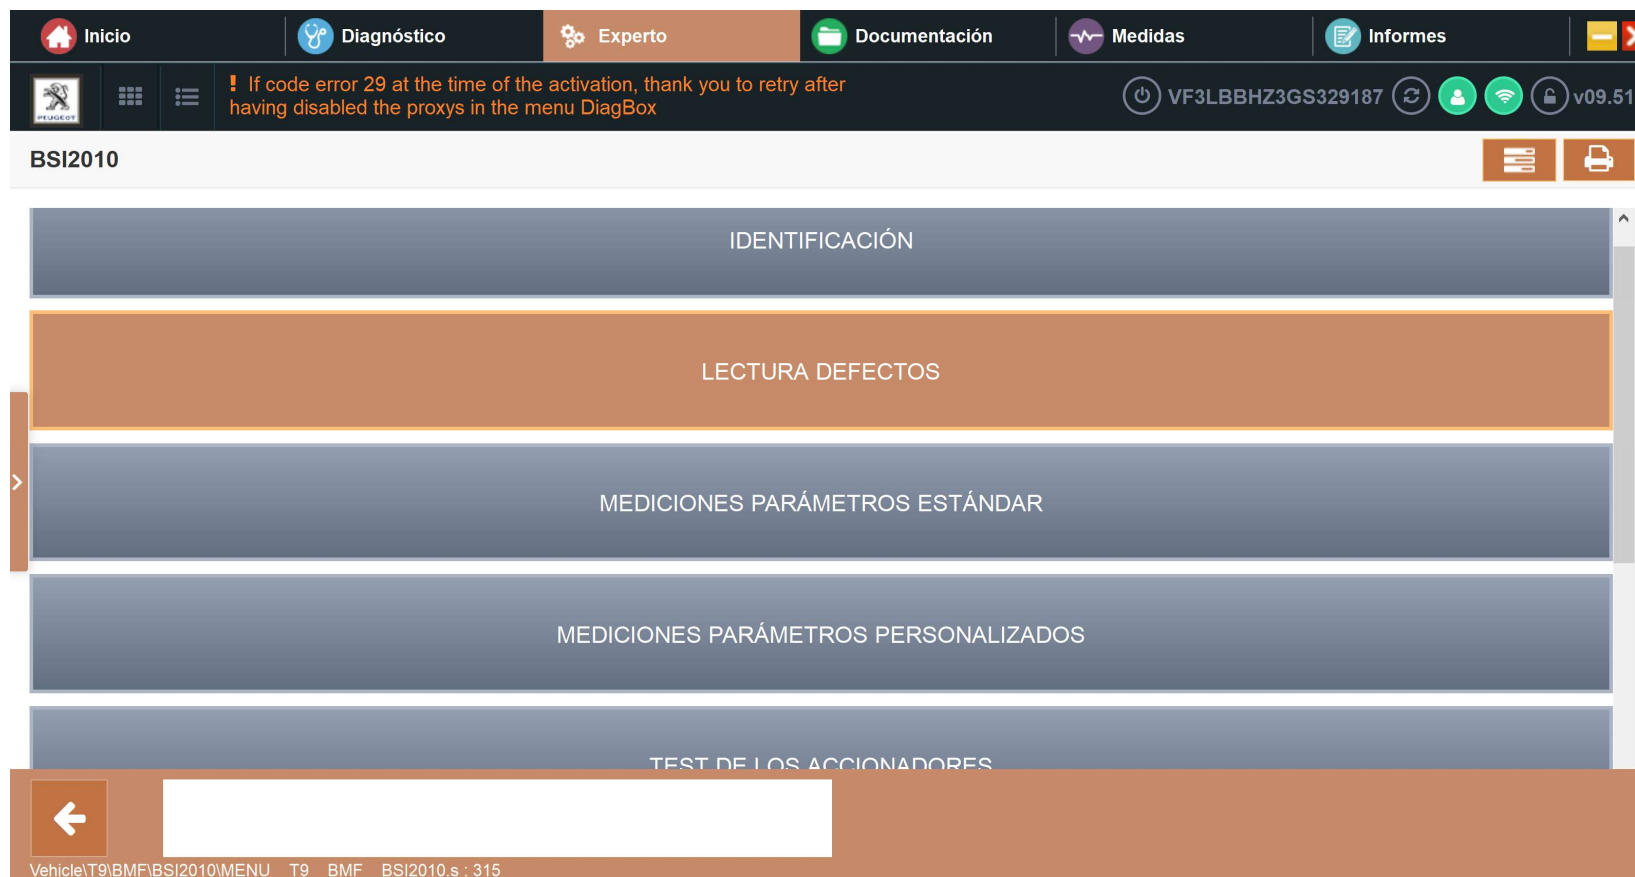 Inicio
Diagnóstico
Experto
Documentación
Medidas
Informes
PEUGEOT
! If code error 29 at the time of the activation, thank you to retry after
having disabled the proxys in the menu DiagBox
VF3LBBHZ3GS329187
v09.51
BSI2010
IDENTIFICACIÓN
LECTURA DEFECTOS
MEDICIONES PARÁMETROS ESTÁNDAR
MEDICIONES PARÁMETROS PERSONALIZADOS
TEST DE LOS ACCIONADORES
Vehicle\T9\BMF\BSI2010\MENU T9 BMF BSI2010.s : 315